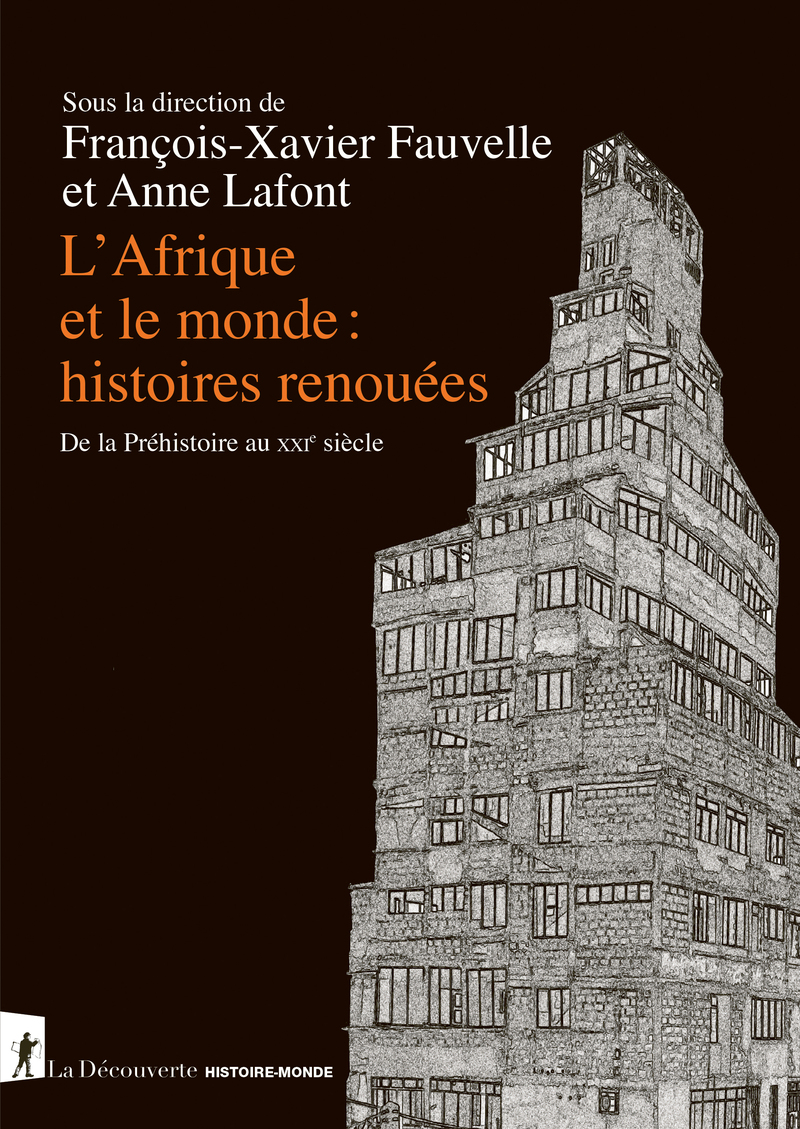 Sous la direction de
François-Xavier Fauvelle
et Anne Lafont
L’Afrique
et le monde :
histoires renouées
De la Préhistoire au XXIᵉ siècle
La Découverte HISTOIRE-MONDE